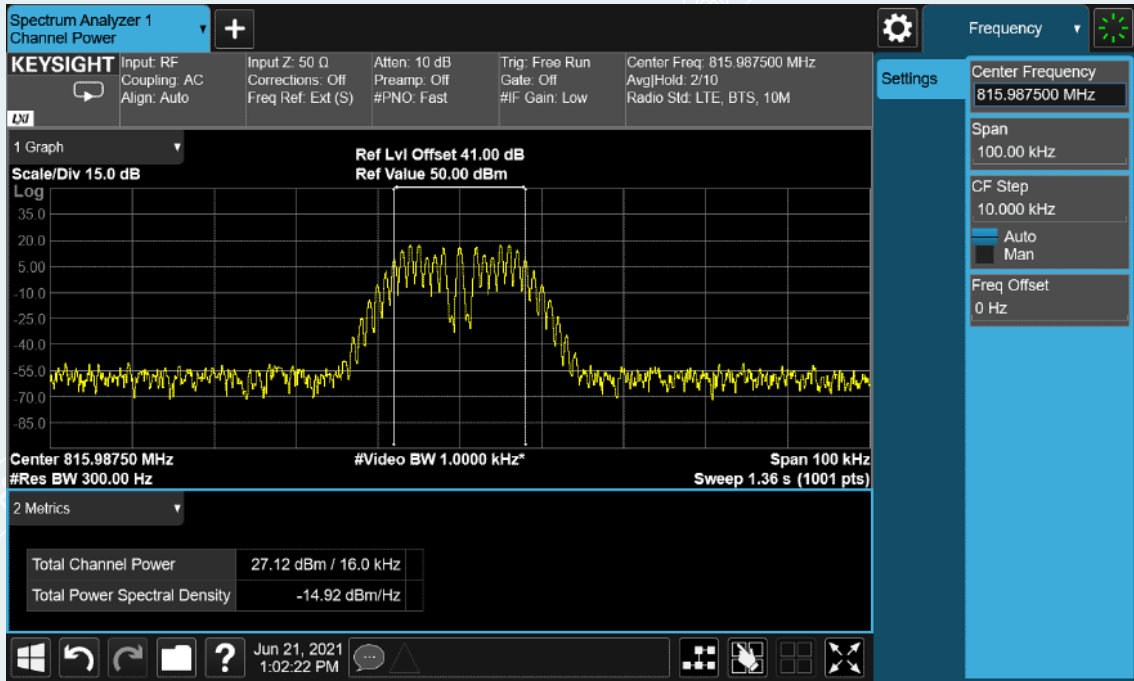 Spectrum Analyzer 1
Channel Power
+
Frequency
KEYSIGHT
LXI
Input: RF
Coupling: AC
Align: Auto
Input Z: 50 Ω
Corrections: Off
Freq Ref: Ext (S)
Atten: 10 dB
Preamp: Off
#PNO: Fast
Trig: Free Run
Gate: Off
#IF Gain: Low
Center Freq: 815.987500 MHz
Avg|Hold: 2/10
Radio Std: LTE, BTS, 10M
Settings
Center Frequency
815.987500 MHz
Span
100.00 kHz
CF Step
10.000 kHz
Auto
Man
Freq Offset
0 Hz
1 Graph
Scale/Div 15.0 dB
Ref Lvl Offset 41.00 dB
Ref Value 50.00 dBm
Log
35.0
20.0
5.00
-10.0
-25.0
-40.0
-55.0
-70.0
-85.0
Center 815.98750 MHz
#Video BW 1.0000 kHz*
Span 100 kHz
#Res BW 300.00 Hz
Sweep 1.36 s (1001 pts)
2 Metrics
Total Channel Power 27.12 dBm / 16.0 kHz
Total Power Spectral Density -14.92 dBm/Hz
?
Jun 21, 2021
1:02:22 PM